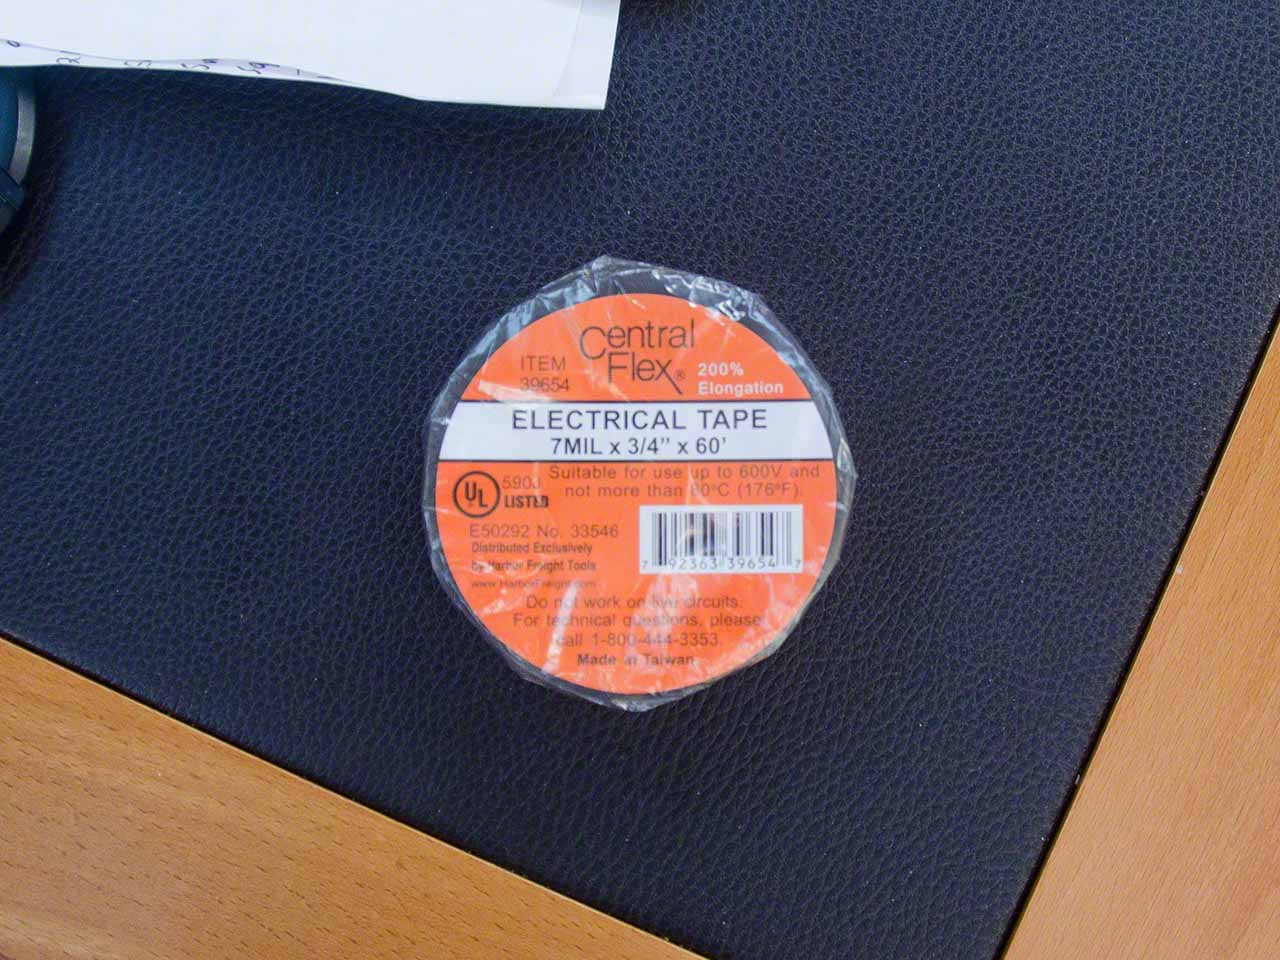 Central
Flex®
ITEM
39654
200%
Elongation
ELECTRICAL TAPE
7MIL x 3/4" x 60'
Suitable for use up to 600V and
not more than 80°C (176°F).
UL
590J
LISTED
E50292 No. 33546
Distributed Exclusively
by Harbor Freight Tools
www.HarborFreight.com
7 92363 39654 7
Do not work on live circuits.
For technical questions, please
call 1-800-444-3353.
Made in Taiwan